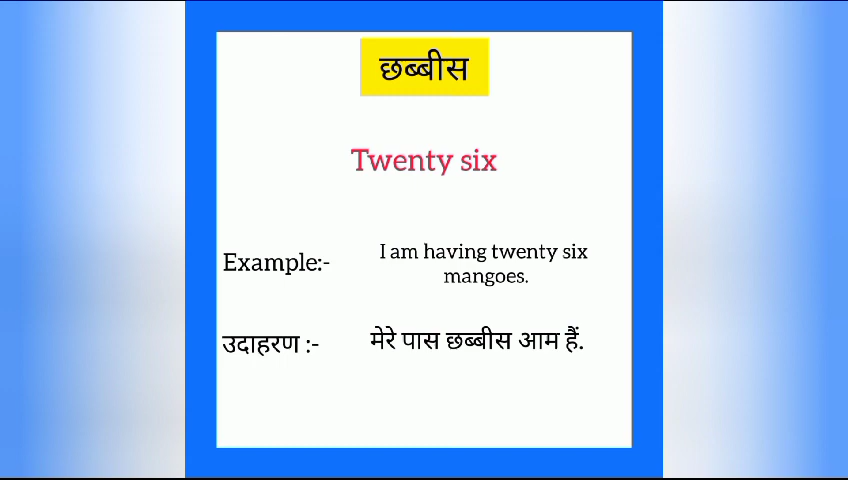 छब्बीस
Twenty six
Example:-
I am having twenty six
mangoes.
उदाहरण :-
मेरे पास छब्बीस आम हैं.